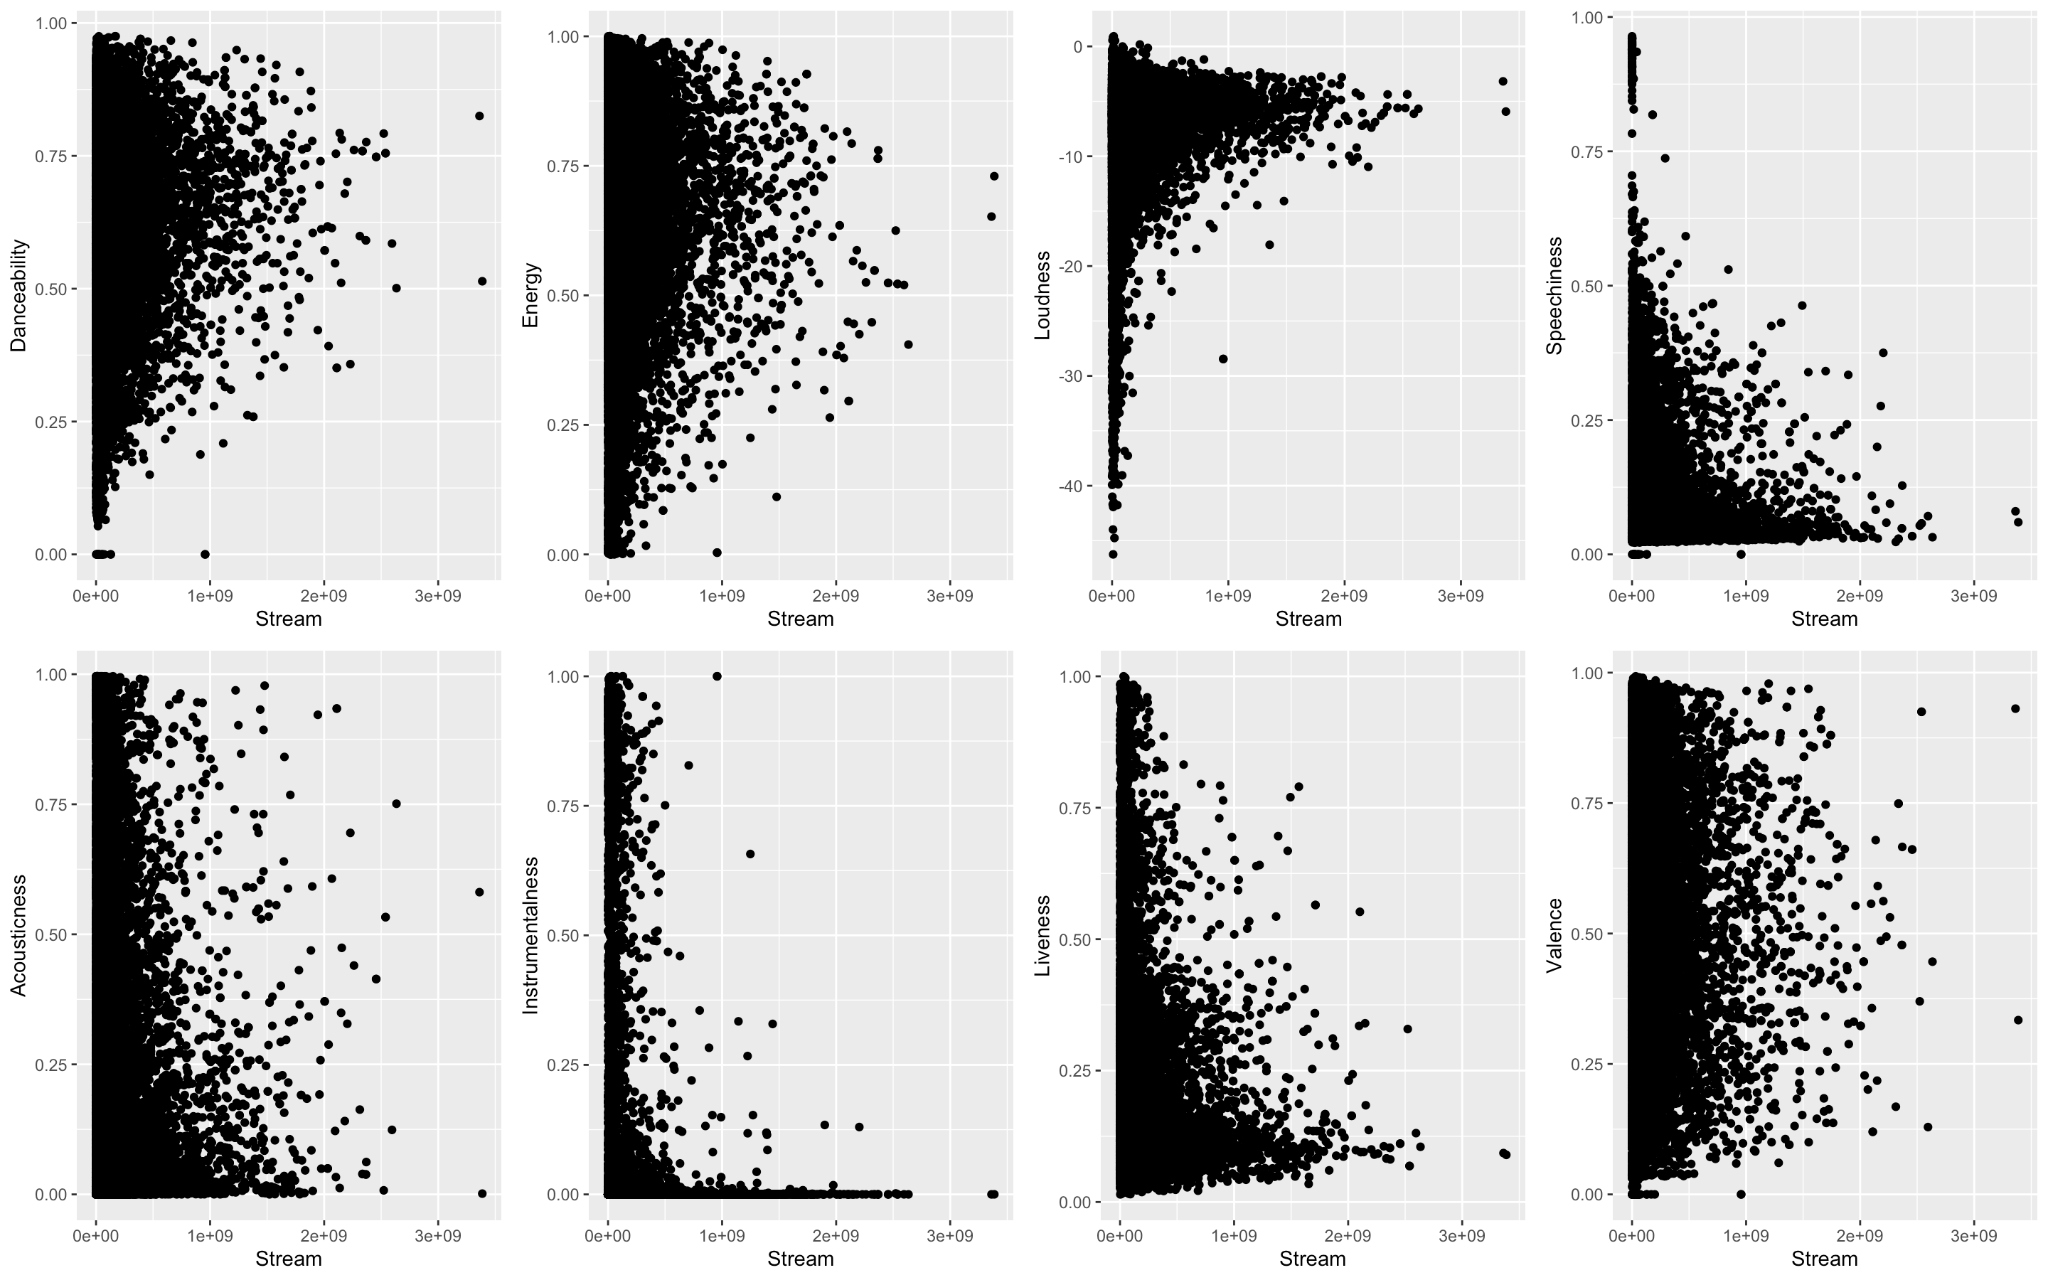 1.00
0.75
0.50
0.25
0.00
Danceability
0e+00 1e+09 2e+09 3e+09
Stream
1.00
0.75
0.50
0.25
0.00
Energy
0e+00 1e+09 2e+09 3e+09
Stream
0
-10
-20
-30
-40
Loudness
0e+00 1e+09 2e+09 3e+09
Stream
1.00
0.75
0.50
0.25
0.00
Speechiness
0e+00 1e+09 2e+09 3e+09
Stream
1.00
0.75
0.50
0.25
0.00
Acousticness
0e+00 1e+09 2e+09 3e+09
Stream
1.00
0.75
0.50
0.25
0.00
Instrumentalness
0e+00 1e+09 2e+09 3e+09
Stream
1.00
0.75
0.50
0.25
0.00
Liveness
0e+00 1e+09 2e+09 3e+09
Stream
1.00
0.75
0.50
0.25
0.00
Valence
0e+00 1e+09 2e+09 3e+09
Stream